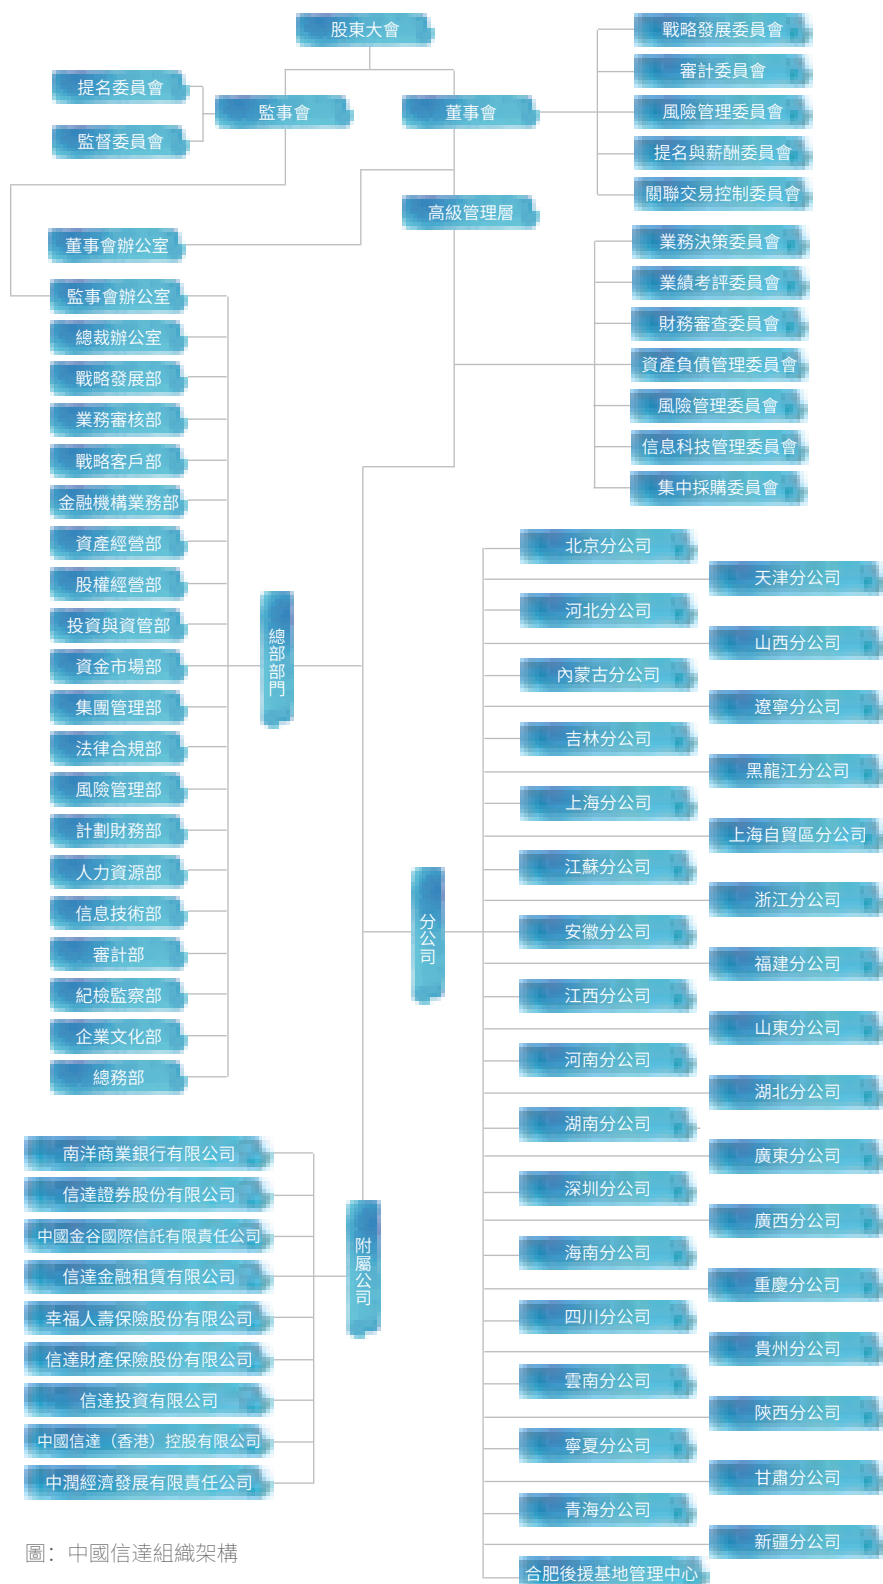 股東大會
提名委員會
監督委員會
監事會
董事會
戰略發展委員會
審計委員會
風險管理委員會
提名與薪酬委員會
關聯交易控制委員會
高級管理層
業務決策委員會
業績考評委員會
財務審查委員會
資產負債管理委員會
風險管理委員會
信息科技管理委員會
集中採購委員會
董事會辦公室
監事會辦公室
總裁辦公室
戰略發展部
業務審核部
戰略客戶部
金融機構業務部
資產經營部
股權經營部
投資與資管部
資金市場部
集團管理部
法律合規部
風險管理部
計劃財務部
人力資源部
信息技術部
審計部
紀檢監察部
企業文化部
總務部
總部部門
分公司
北京分公司
天津分公司
河北分公司
山西分公司
內蒙古分公司
遼寧分公司
吉林分公司
黑龍江分公司
上海分公司
上海自貿區分公司
江蘇分公司
浙江分公司
安徽分公司
福建分公司
江西分公司
山東分公司
河南分公司
湖北分公司
湖南分公司
廣東分公司
深圳分公司
廣西分公司
海南分公司
重慶分公司
四川分公司
貴州分公司
雲南分公司
陝西分公司
寧夏分公司
甘肅分公司
青海分公司
新疆分公司
合肥後援基地管理中心
附屬公司
南洋商業銀行有限公司
信達證券股份有限公司
中國金谷國際信託有限責任公司
信達金融租賃有限公司
幸福人壽保險股份有限公司
信達財產保險股份有限公司
信達投資有限公司
中國信達（香港）控股有限公司
中潤經濟發展有限責任公司
圖：中國信達組織架構